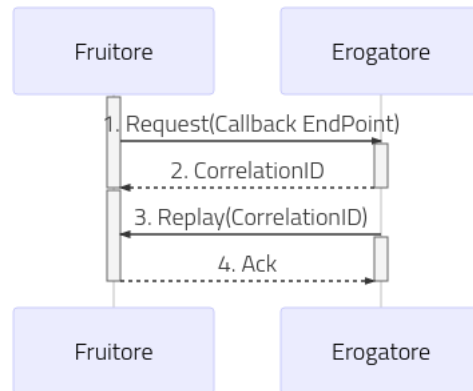 Fruitore Erogatore
1. Request(Callback EndPoint)
2. CorrelationID
3. Replay(CorrelationID)
4. Ack
Fruitore Erogatore